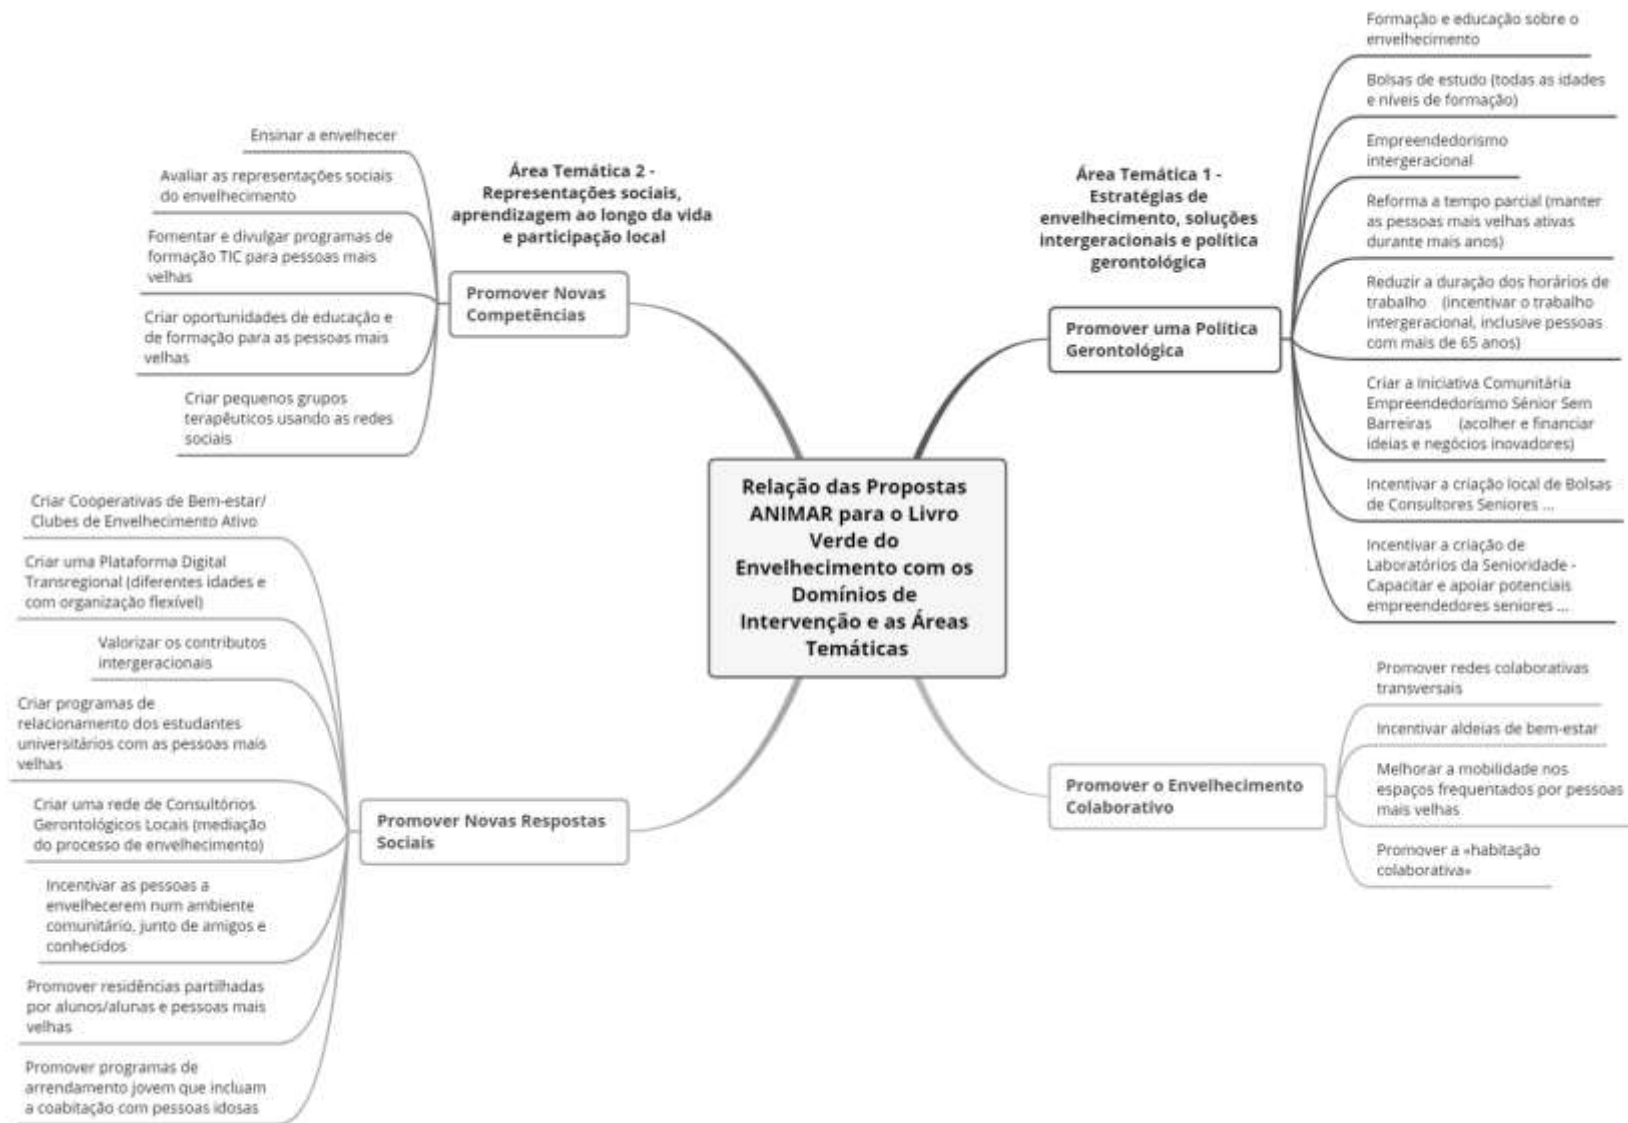 Formação e educação sobre o
envelhecimento
Bolsas de estudo (todas as idades
e níveis de formação)
Empreendedorismo
intergeracional
Reforma a tempo parcial (manter
as pessoas mais velhas ativas
durante mais anos)
Reduzir a duração dos horários de
trabalho (incentivar o trabalho
intergeracional, inclusive pessoas
com mais de 65 anos)
Criar a Iniciativa Comunitária
Empreendedorismo Sénior Sem
Barreiras (acolher e financiar
ideias e negócios inovadores)
Incentivar a criação local de Bolsas
de Consultores Seniores ...
Incentivar a criação de
Laboratórios da Senioridade -
Capacitar e apoiar potenciais
empreendedores seniores ...
Área Temática 1 -
Estratégias de
envelhecimento, soluções
intergeracionais e política
gerontológica
Promover uma Política
Gerontológica
Promover redes colaborativas
transversais
Incentivar aldeias de bem-estar
Melhorar a mobilidade nos
espaços frequentados por pessoas
mais velhas
Promover a «habitação
colaborativa»
Promover o Envelhecimento
Colaborativo
Relação das Propostas
ANIMAR para o Livro
Verde do
Envelhecimento com os
Domínios de
Intervenção e as Áreas
Temáticas
Área Temática 2 -
Representações sociais,
aprendizagem ao longo da vida
e participação local
Promover Novas
Competências
Ensinar a envelhecer
Avaliar as representações sociais
do envelhecimento
Fomentar e divulgar programas de
formação TIC para pessoas mais
velhas
Criar oportunidades de educação e
de formação para as pessoas mais
velhas
Criar pequenos grupos
terapêuticos usando as redes
sociais
Promover Novas Respostas
Sociais
Criar Cooperativas de Bem-estar/
Clubes de Envelhecimento Ativo
Criar uma Plataforma Digital
Transregional (diferentes idades e
com organização flexível)
Valorizar os contributos
intergeracionais
Criar programas de
relacionamento dos estudantes
universitários com as pessoas mais
velhas
Criar uma rede de Consultórios
Gerontológicos Locais (mediação
do processo de envelhecimento)
Incentivar as pessoas a
envelhecerem num ambiente
comunitário, junto de amigos e
conhecidos
Promover residências partilhadas
por alunos/alunas e pessoas mais
velhas
Promover programas de
arrendamento jovem que incluam
a coabitação com pessoas idosas